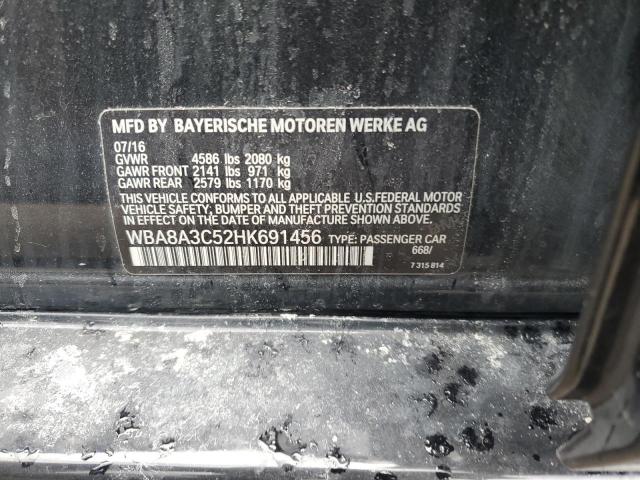 MFD BY BAYERISCHE MOTOREN WERKE AG
07/16
GVWR 4586 lbs 2080 kg
GAWR FRONT 2141 lbs 971 kg
GAWR REAR 2579 lbs 1170 kg
THIS VEHICLE CONFORMS TO ALL APPLICABLE U.S. FEDERAL MOTOR
VEHICLE SAFETY, BUMPER AND THEFT PREVENTION STANDARDS
IN EFFECT ON THE DATE OF MANUFACTURE SHOWN ABOVE.
WBA8A3C52HK691456 TYPE: PASSENGER CAR
668/
7 315 814